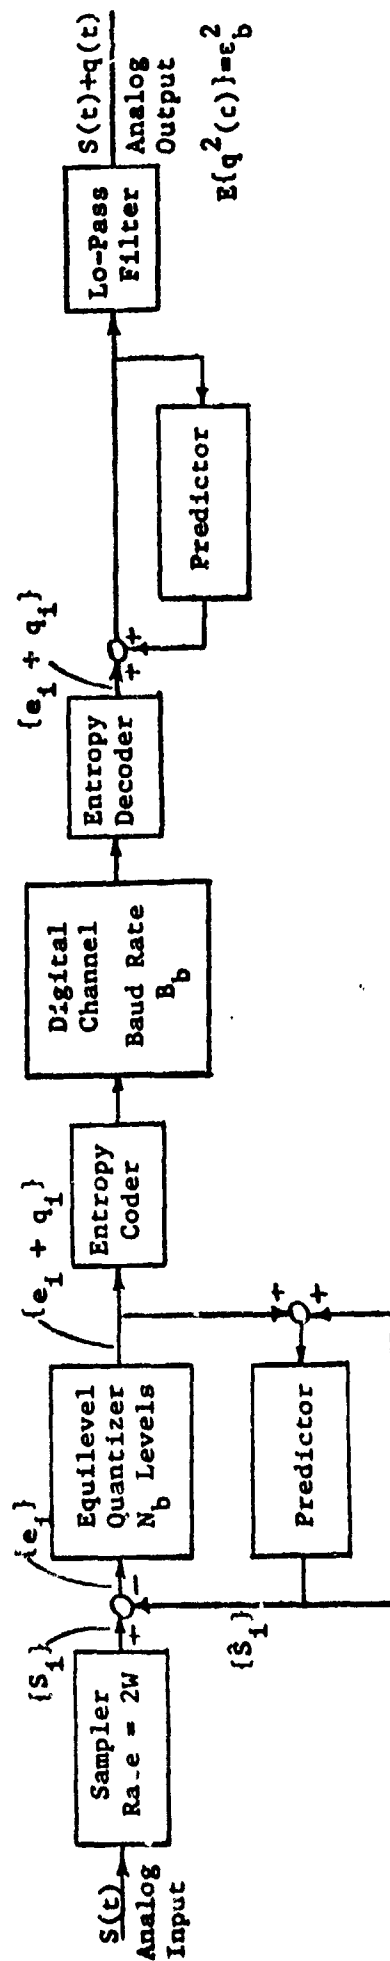 S(t)
Analog
Input
Sampler
Ra-e = 2W
{S_i}
{e_i}
{Ŝ_i}
Equilevel
Quantizer
N_b Levels
{e_i + q_i}
Predictor
Entropy
Coder
Digital
Channel
Baud Rate
B_b
Entropy
Decoder
{e_i + q_i}
Predictor
Lo-Pass
Filter
S(t)+q(t)
Analog
Output
E{q^2(t)}=ε_b^2